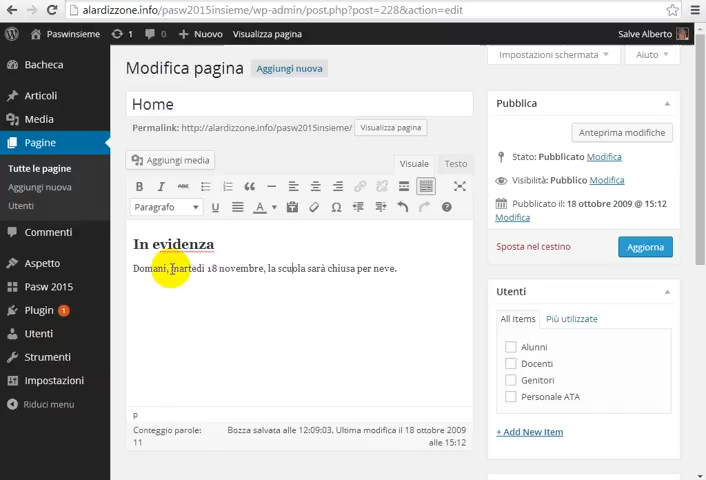 alardizzone.info/pasw2015insieme/wp-admin/post.php?post=228&action=edit
Paswinsieme 3 0 Nuovo Visualizza pagina Salve Alberto
Bacheca
Articoli
Media
Pagine
Tutte le pagine
Aggiungi nuova
Utenti
Commenti
Aspetto
Pasw 2015
Plugin 1
Utenti
Strumenti
Impostazioni
Riduci menu
Impostazioni schermata Aiuto
Modifica pagina Aggiungi nuova
Home
Permalink: http://alardizzone.info/pasw2015insieme/ Visualizza pagina
Aggiungi media Visuale Testo
B I ABC
Paragrafo U A Ω ?
In evidenza
Domani, martedì 18 novembre, la scuola sarà chiusa per neve.
P
Conteggio parole: 11
Bozza salvata alle 12:09:03. Ultima modifica il 18 ottobre 2009
alle 15:12
Pubblica
Anteprima modifiche
Stato: Pubblicato Modifica
Visibilità: Pubblico Modifica
Pubblicato il: 18 ottobre 2009 @ 15:12
Modifica
Sposta nel cestino Aggiorna
Utenti
All Items Più utilizzate
Alunni
Docenti
Genitori
Personale ATA
+ Add New Item